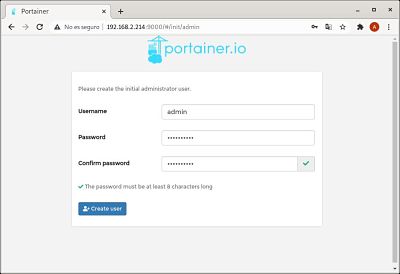 Portainer
No es seguro
192.168.2.214:9000/#/init/admin
A
portainer.io
Please create the initial administrator user.
Username
admin
Password
••••••••••
Confirm password
••••••••••
The password must be at least 8 characters long
Create user